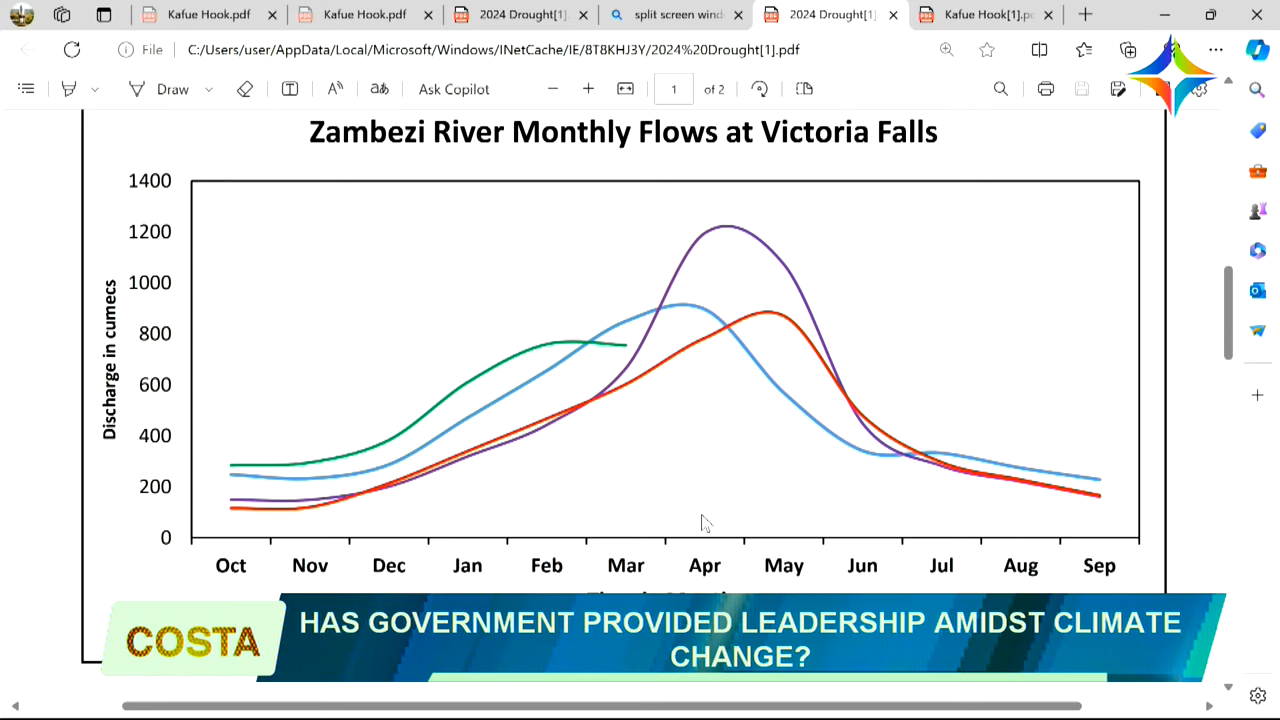 Kafue Hook.pdf
Kafue Hook.pdf
2024 Drought[1].
split screen wind
2024 Drought[1]
Kafue Hook[1].p
File
C:/Users/user/AppData/Local/Microsoft/Windows/INetCache/IE/8T8KHJ3Y/2024%20Drought[1].pdf
Draw
Ask Copilot
1
of 2
Zambezi River Monthly Flows at Victoria Falls
Discharge in cumecs
1400
1200
1000
800
600
400
200
0
Oct Nov Dec Jan Feb Mar Apr May Jun Jul Aug Sep
COSTA
HAS GOVERNMENT PROVIDED LEADERSHIP AMIDST CLIMATE
CHANGE?